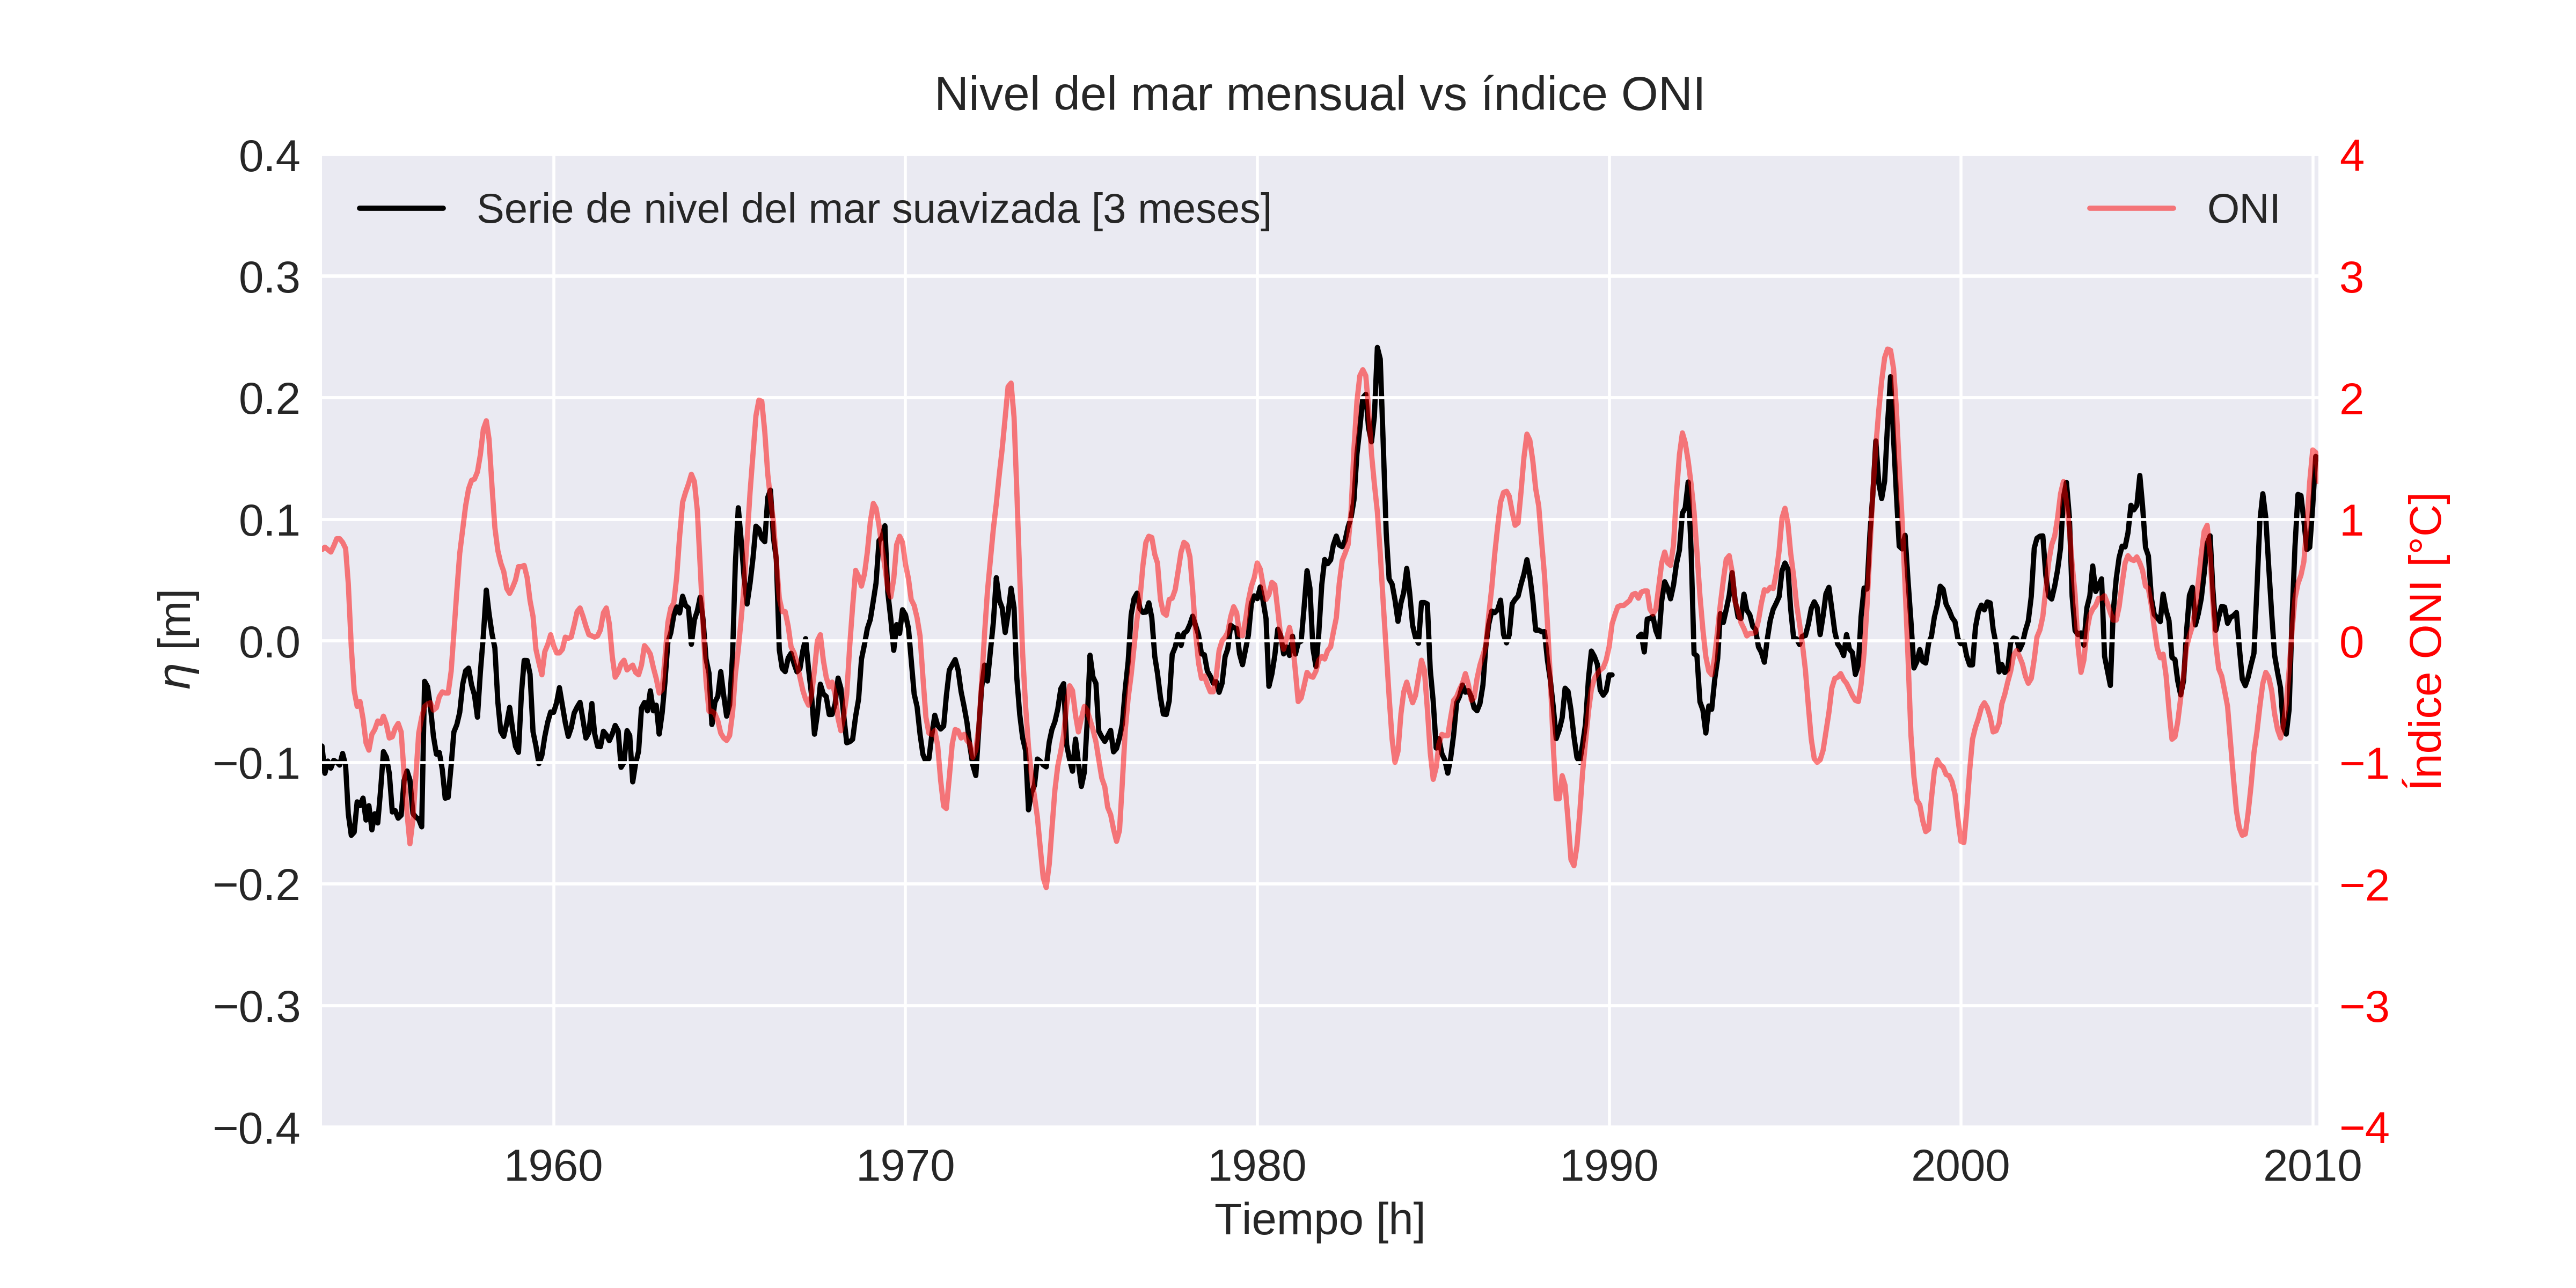 Nivel del mar mensual vs índice ONI
Serie de nivel del mar suavizada [3 meses]
ONI
0.4
0.3
0.2
0.1
0.0
−0.1
−0.2
−0.3
−0.4
η [m]
4
3
2
1
0
−1
−2
−3
−4
Índice ONI [°C]
1960 1970 1980 1990 2000 2010
Tiempo [h]